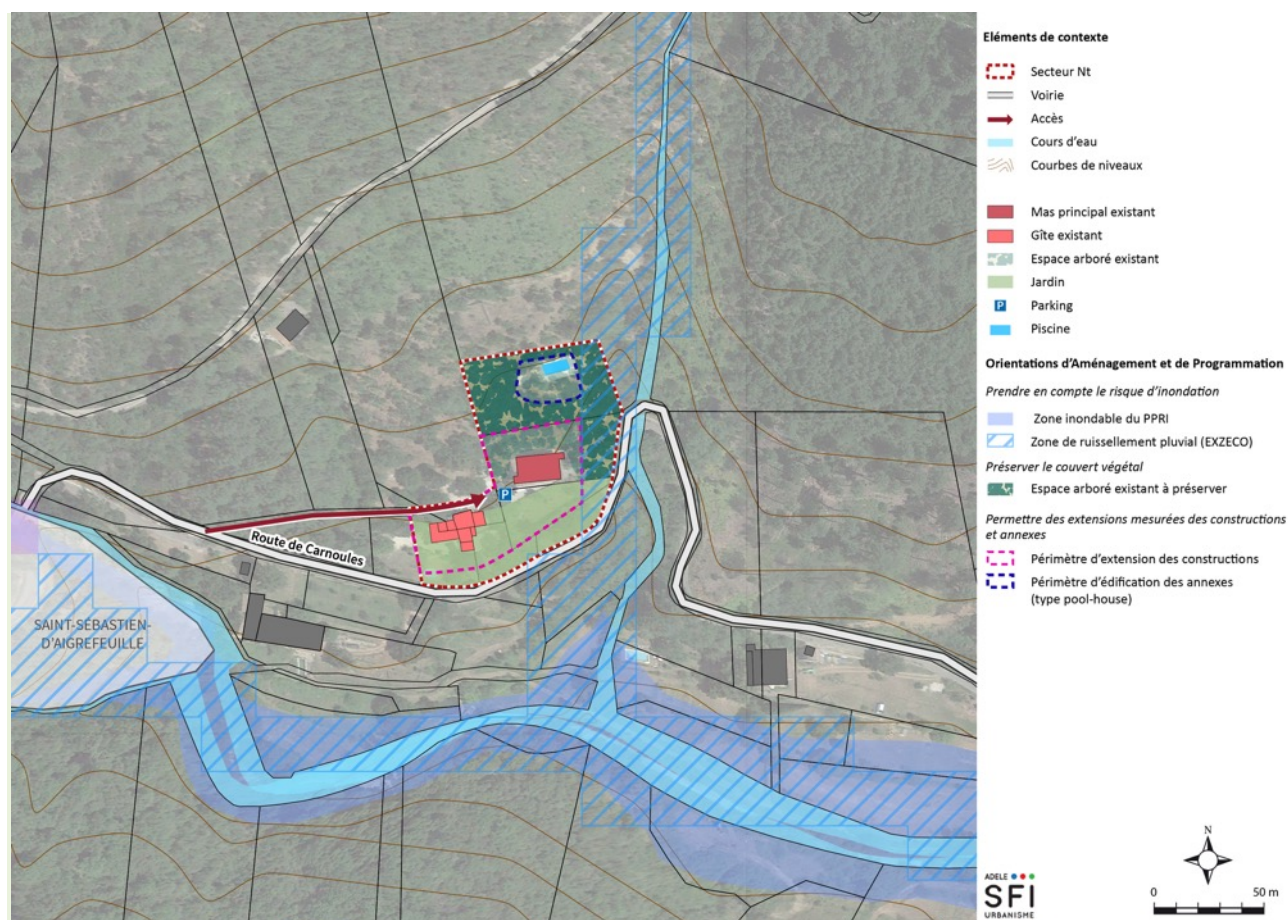 Eléments de contexte
Secteur Nt
Voirie
Accès
Cours d'eau
Courbes de niveaux
Mas principal existant
Gîte existant
Espace arboré existant
Jardin
P
Parking
Piscine
Orientations d'Aménagement et de Programmation
Prendre en compte le risque d'inondation
Zone inondable du PPRI
Zone de ruissellement pluvial (EXZECO)
Préserver le couvert végétal
Espace arboré existant à préserver
Permettre des extensions mesurées des constructions
et annexes
Périmètre d'extension des constructions
Périmètre d'édification des annexes
(type pool-house)
P
Route de Carnoules
SAINT-SÉBASTIEN-
D'AIGREFEUILLE
N
0 50 m
ADELE
SFI
URBANISME